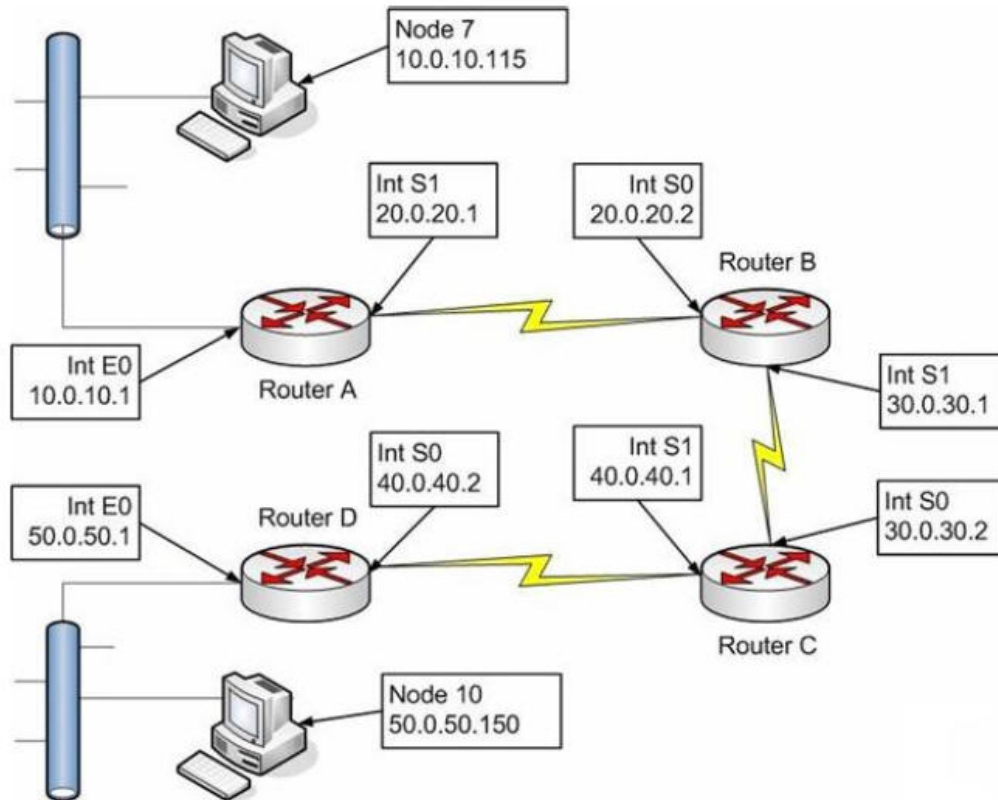 Node 7
10.0.10.115
Int S1
20.0.20.1
Int S0
20.0.20.2
Router B
Int E0
10.0.10.1
Router A
Int S1
30.0.30.1
Int S0
40.0.40.2
Int S1
40.0.40.1
Int E0
50.0.50.1
Router D
Int S0
30.0.30.2
Router C
Node 10
50.0.50.150